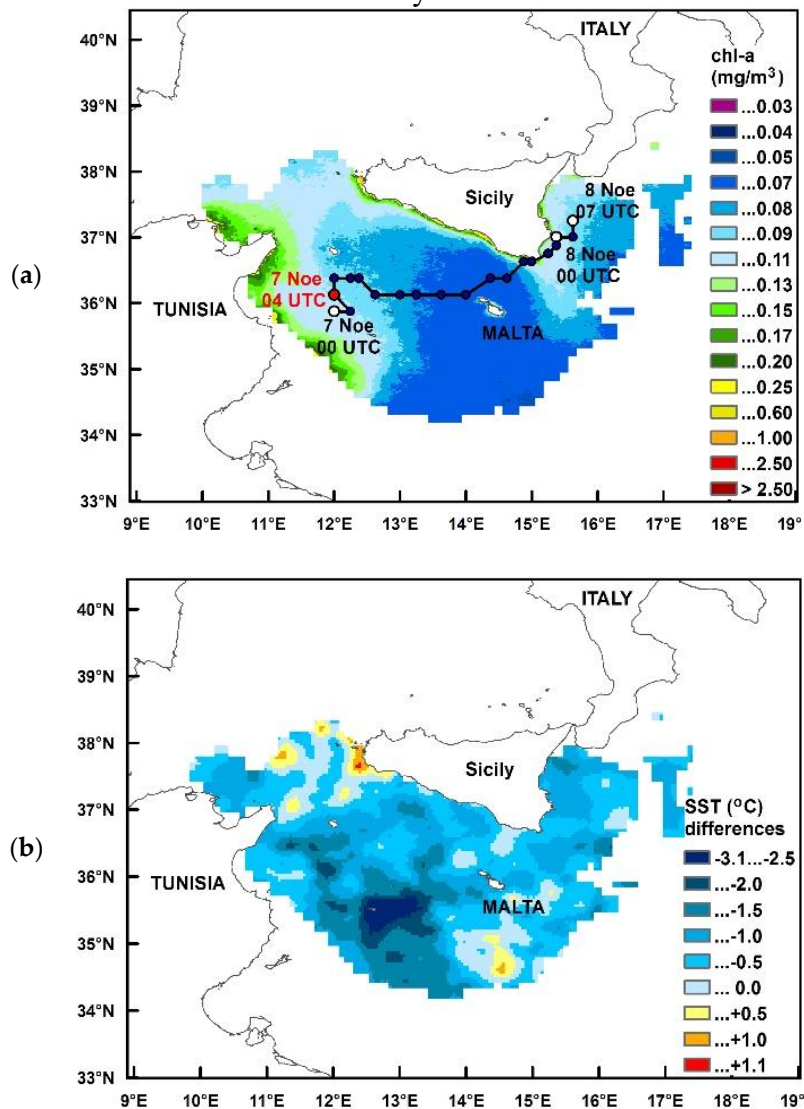 (a)
40°N
39°N
38°N
37°N
36°N
35°N
34°N
33°N
9°E
10°E
11°E
12°E
13°E
14°E
15°E
16°E
17°E
18°E
19°
ITALY
Sicily
TUNISIA
MALTA
7 Noe
04 UTC
7 Noe
00 UTC
8 Noe
07 UTC
8 Noe
00 UTC
chl-a
(mg/m³)
...0.03
...0.04
...0.05
...0.07
...0.08
...0.09
...0.11
...0.13
...0.15
...0.17
...0.20
...0.25
...0.60
...1.00
...2.50
> 2.50
(b)
40°N
39°N
38°N
37°N
36°N
35°N
34°N
33°N
9°E
10°E
11°E
12°E
13°E
14°E
15°E
16°E
17°E
18°E
19°
ITALY
Sicily
TUNISIA
MALTA
SST (°C)
differences
-3.1...-2.5
...-2.0
...-1.5
...-1.0
...-0.5
... 0.0
...+0.5
...+1.0
...+1.1